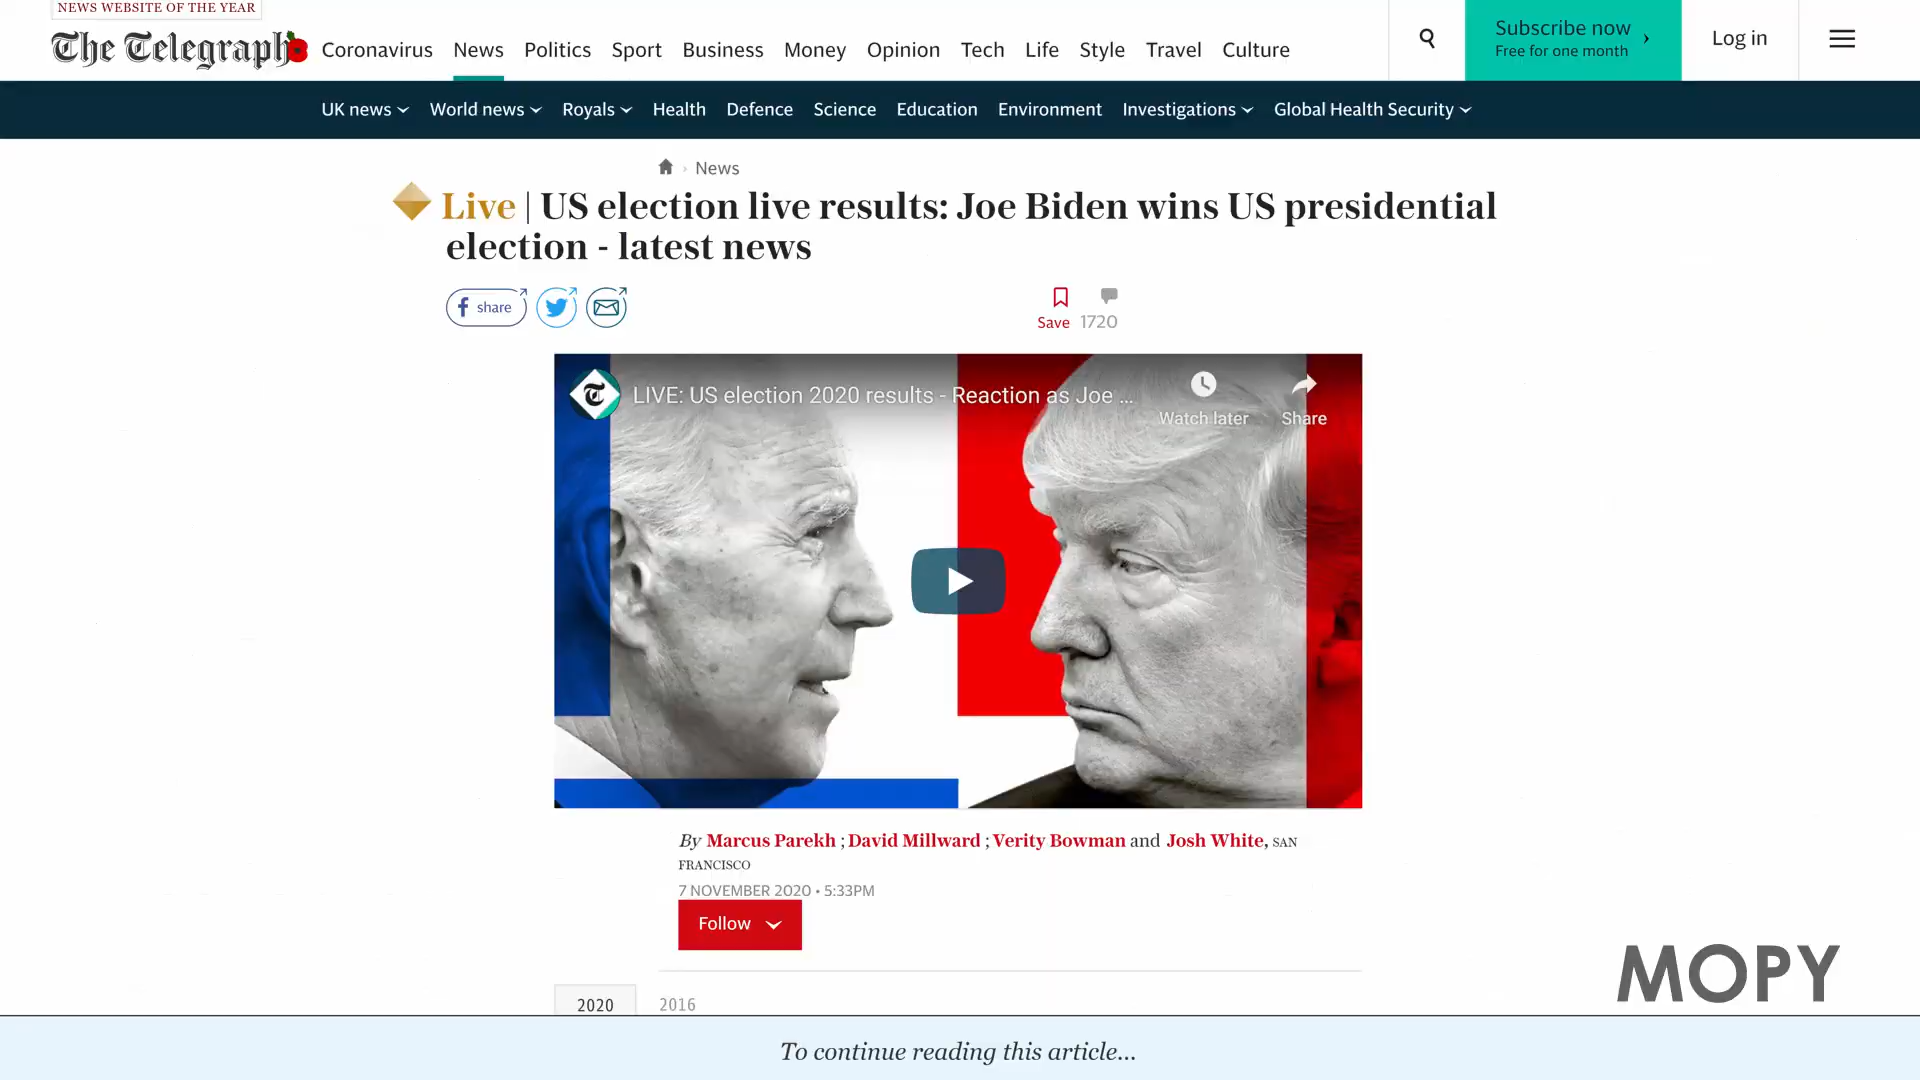 NEWS WEBSITE OF THE YEAR
The Telegraph
Coronavirus News Politics Sport Business Money Opinion Tech Life Style Travel Culture
Subscribe now
Free for one month
Log in
UK news World news Royals Health Defence Science Education Environment Investigations Global Health Security
News
Live | US election live results: Joe Biden wins US presidential
election - latest news
share
Save 1720
LIVE: US election 2020 results - Reaction as Joe ...
Watch later Share
By Marcus Parekh ; David Millward ; Verity Bowman and Josh White, SAN
FRANCISCO
7 NOVEMBER 2020 • 5:33PM
Follow
MOPY
2020 2016
To continue reading this article...